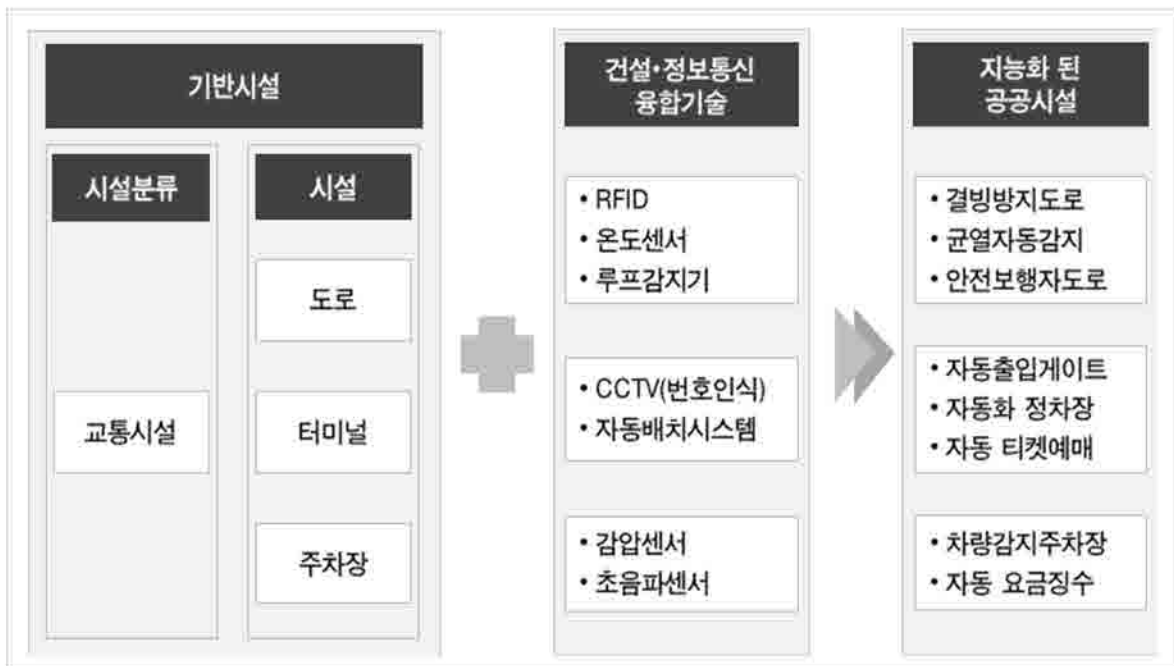 기반시설
시설분류
교통시설
시설
도로
터미널
주차장
건설·정보통신
융합기술
• RFID
• 온도센서
• 루프감지기
• CCTV(번호인식)
• 자동배치시스템
• 감압센서
• 초음파센서
지능화 된
공공시설
• 결빙방지도로
• 균열자동감지
• 안전보행자도로
• 자동출입게이트
• 자동화 정차장
• 자동 티켓예매
• 차량감지주차장
• 자동 요금징수